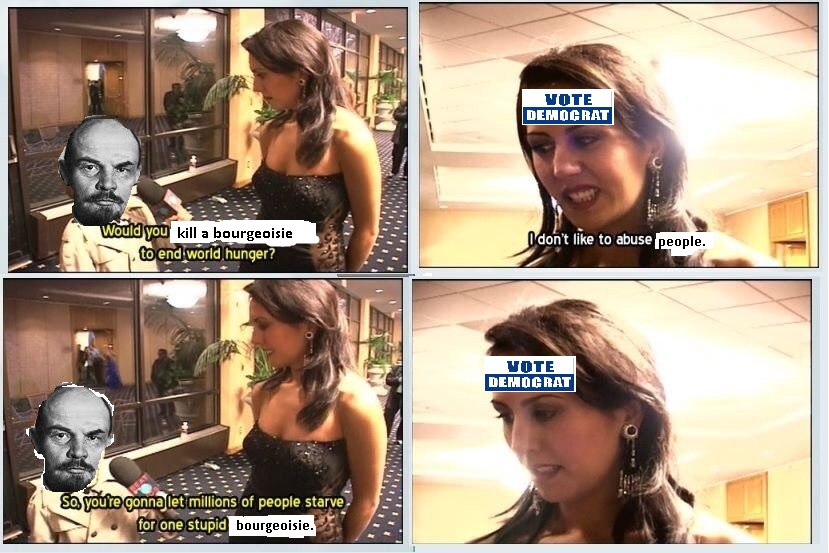 Would you kill a bourgeoisie
to end world hunger?
VOTE
DEMOCRAT
I don't like to abuse people.
So, you're gonna let millions of people starve
for one stupid bourgeoisie.
VOTE
DEMOCRAT